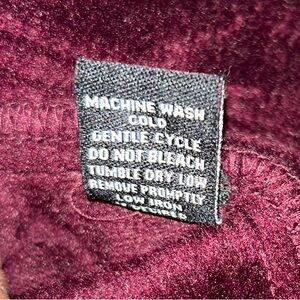 MACHINE WASH
COLD
GENTLE CYCLE
DO NOT BLEACH
TUMBLE DRY LOW
REMOVE PROMPTLY
LOW IRON